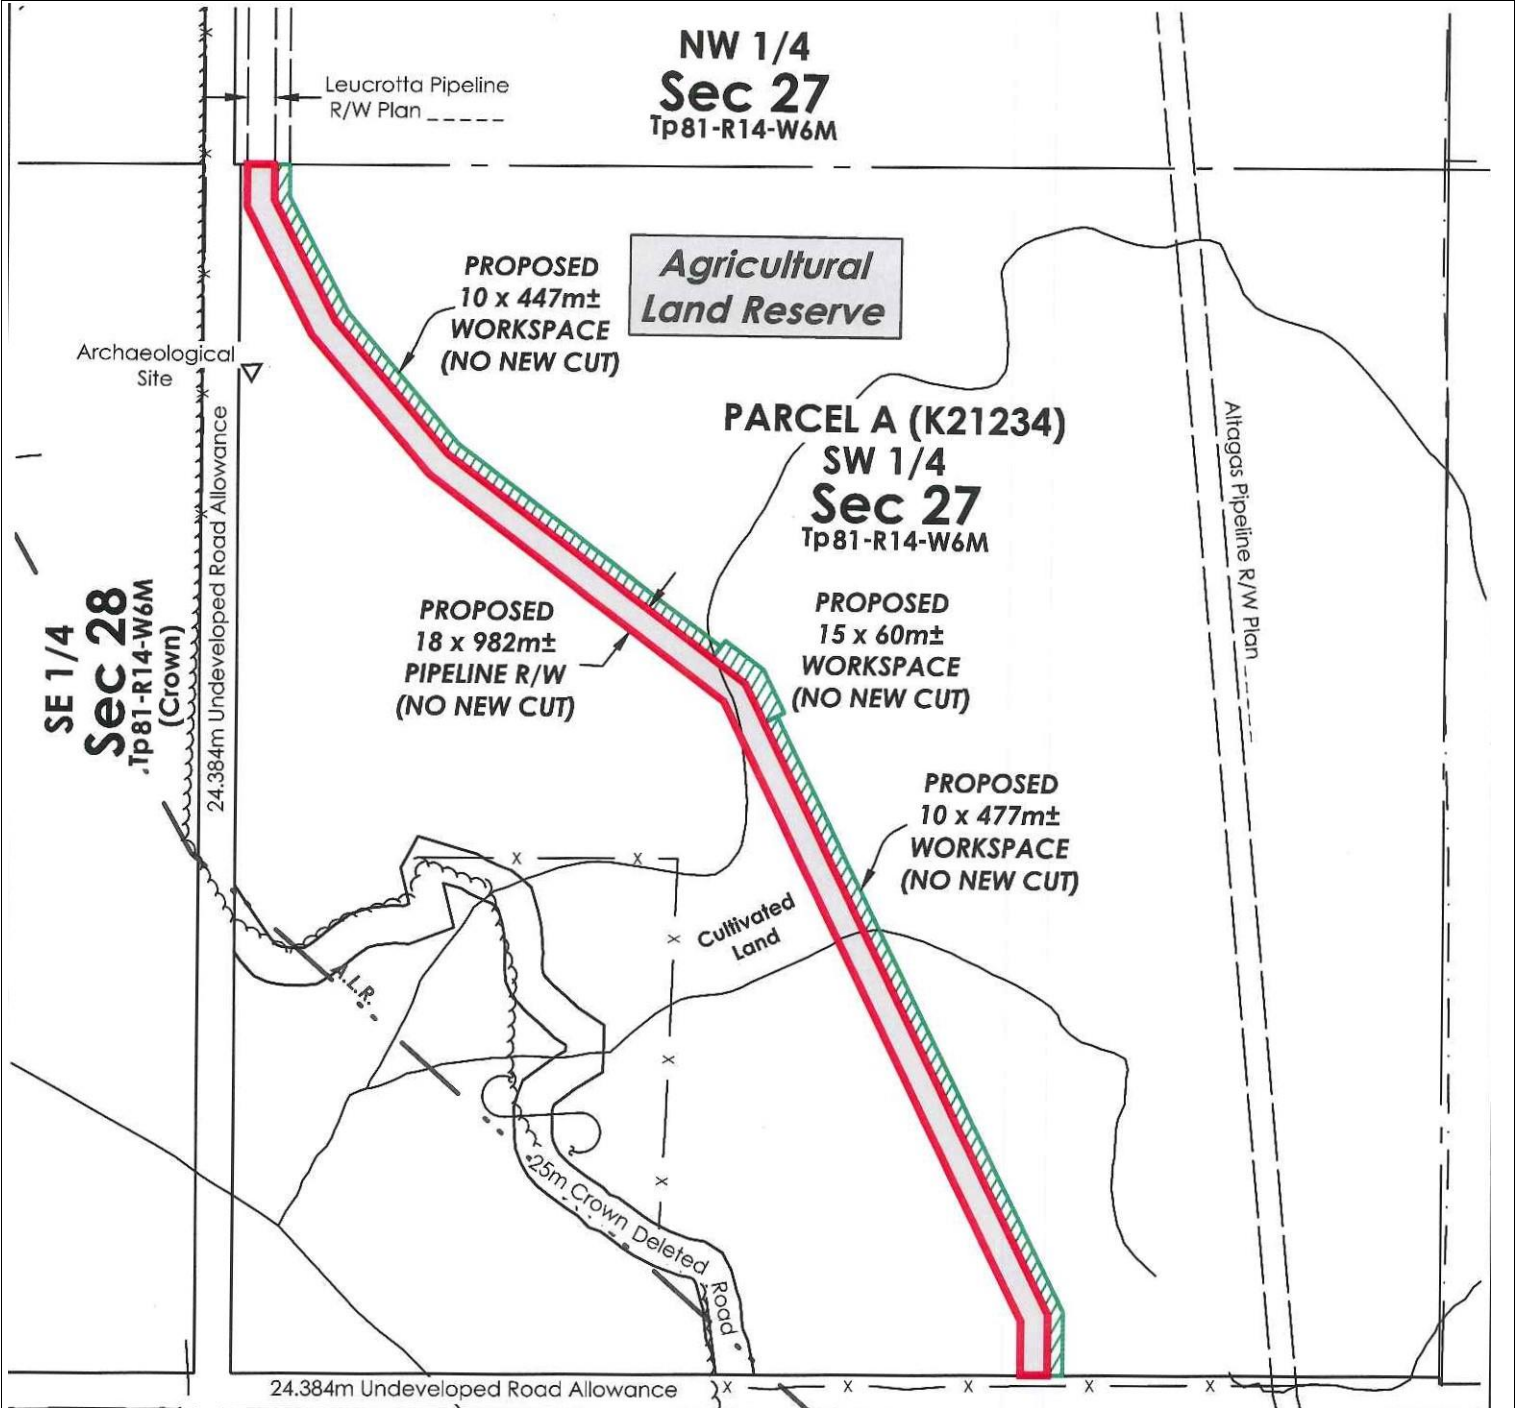 NW 1/4
Sec 27
Tp81-R14-W6M
Leucrotta Pipeline
R/W Plan _____
PROPOSED
10 x 447m±
WORKSPACE
(NO NEW CUT)
Agricultural
Land Reserve
Archaeological
Site
PARCEL A (K21234)
SW 1/4
Sec 27
Tp81-R14-W6M
24.384m Undeveloped Road Allowance
Altagas Pipeline R/W Plan _____
SE 1/4
Sec 28
Tp81-R14-W6M
(Crown)
PROPOSED
18 x 982m±
PIPELINE R/W
(NO NEW CUT)
PROPOSED
15 x 60m±
WORKSPACE
(NO NEW CUT)
PROPOSED
10 x 477m±
WORKSPACE
(NO NEW CUT)
Cultivated
Land
A.L.R.
25m Crown Deleted Road
24.384m Undeveloped Road Allowance